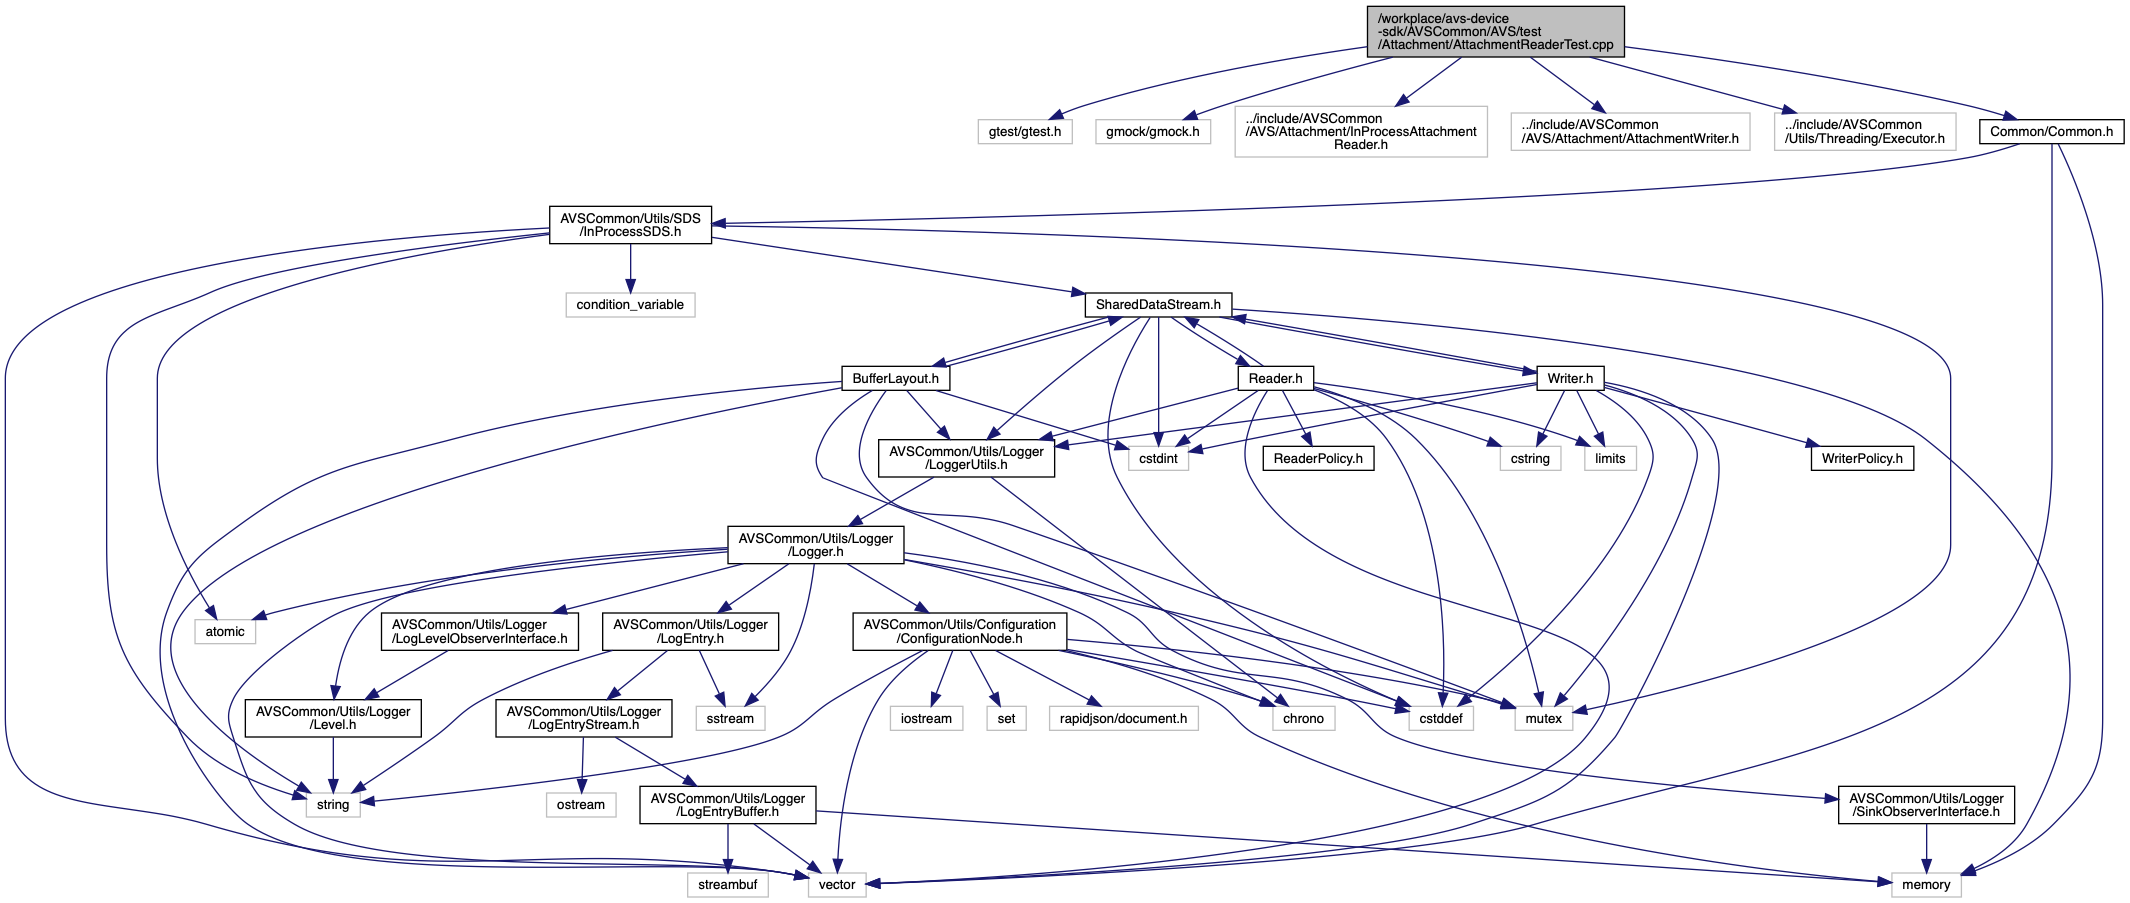 /workplace/avs-device
-sdk/AVSCommon/AVS/test
/Attachment/AttachmentReaderTest.cpp
gtest/gtest.h
gmock/gmock.h
../include/AVSCommon
/AVS/Attachment/InProcessAttachment
Reader.h
../include/AVSCommon
/AVS/Attachment/AttachmentWriter.h
../include/AVSCommon
/Utils/Threading/Executor.h
Common/Common.h
AVSCommon/Utils/SDS
/InProcessSDS.h
condition_variable
SharedDataStream.h
BufferLayout.h
Reader.h
Writer.h
AVSCommon/Utils/Logger
/LoggerUtils.h
cstdint
ReaderPolicy.h
cstring
limits
WriterPolicy.h
AVSCommon/Utils/Logger
/Logger.h
atomic
AVSCommon/Utils/Logger
/LogLevelObserverInterface.h
AVSCommon/Utils/Logger
/LogEntry.h
AVSCommon/Utils/Configuration
/ConfigurationNode.h
AVSCommon/Utils/Logger
/Level.h
AVSCommon/Utils/Logger
/LogEntryStream.h
sstream
iostream
set
rapidjson/document.h
chrono
cstddef
mutex
string
ostream
AVSCommon/Utils/Logger
/LogEntryBuffer.h
AVSCommon/Utils/Logger
/SinkObserverInterface.h
streambuf
vector
memory